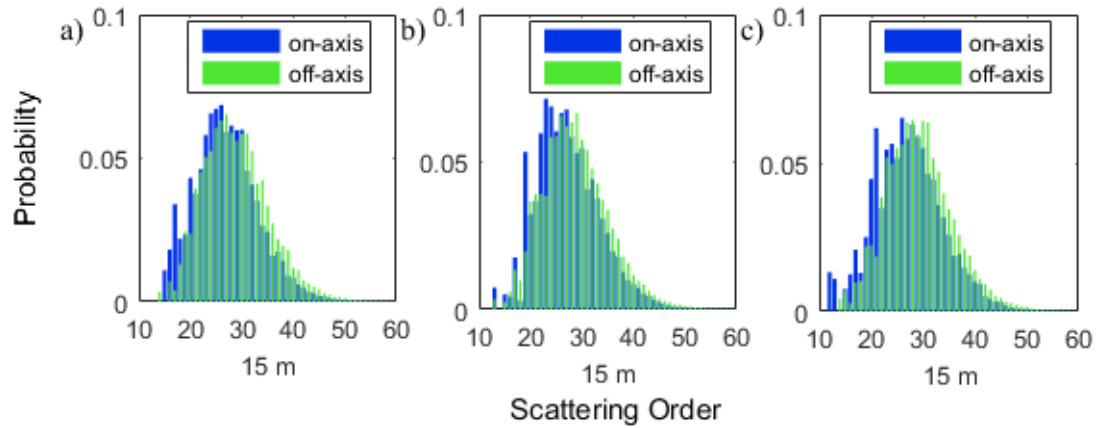 a)
0.1
0.05
0
Probability
on-axis
off-axis
10 20 30 40 50 60
15 m
b)
0.1
0.05
0
on-axis
off-axis
10 20 30 40 50 60
15 m
c)
0.1
0.05
0
on-axis
off-axis
10 20 30 40 50 60
15 m
Scattering Order